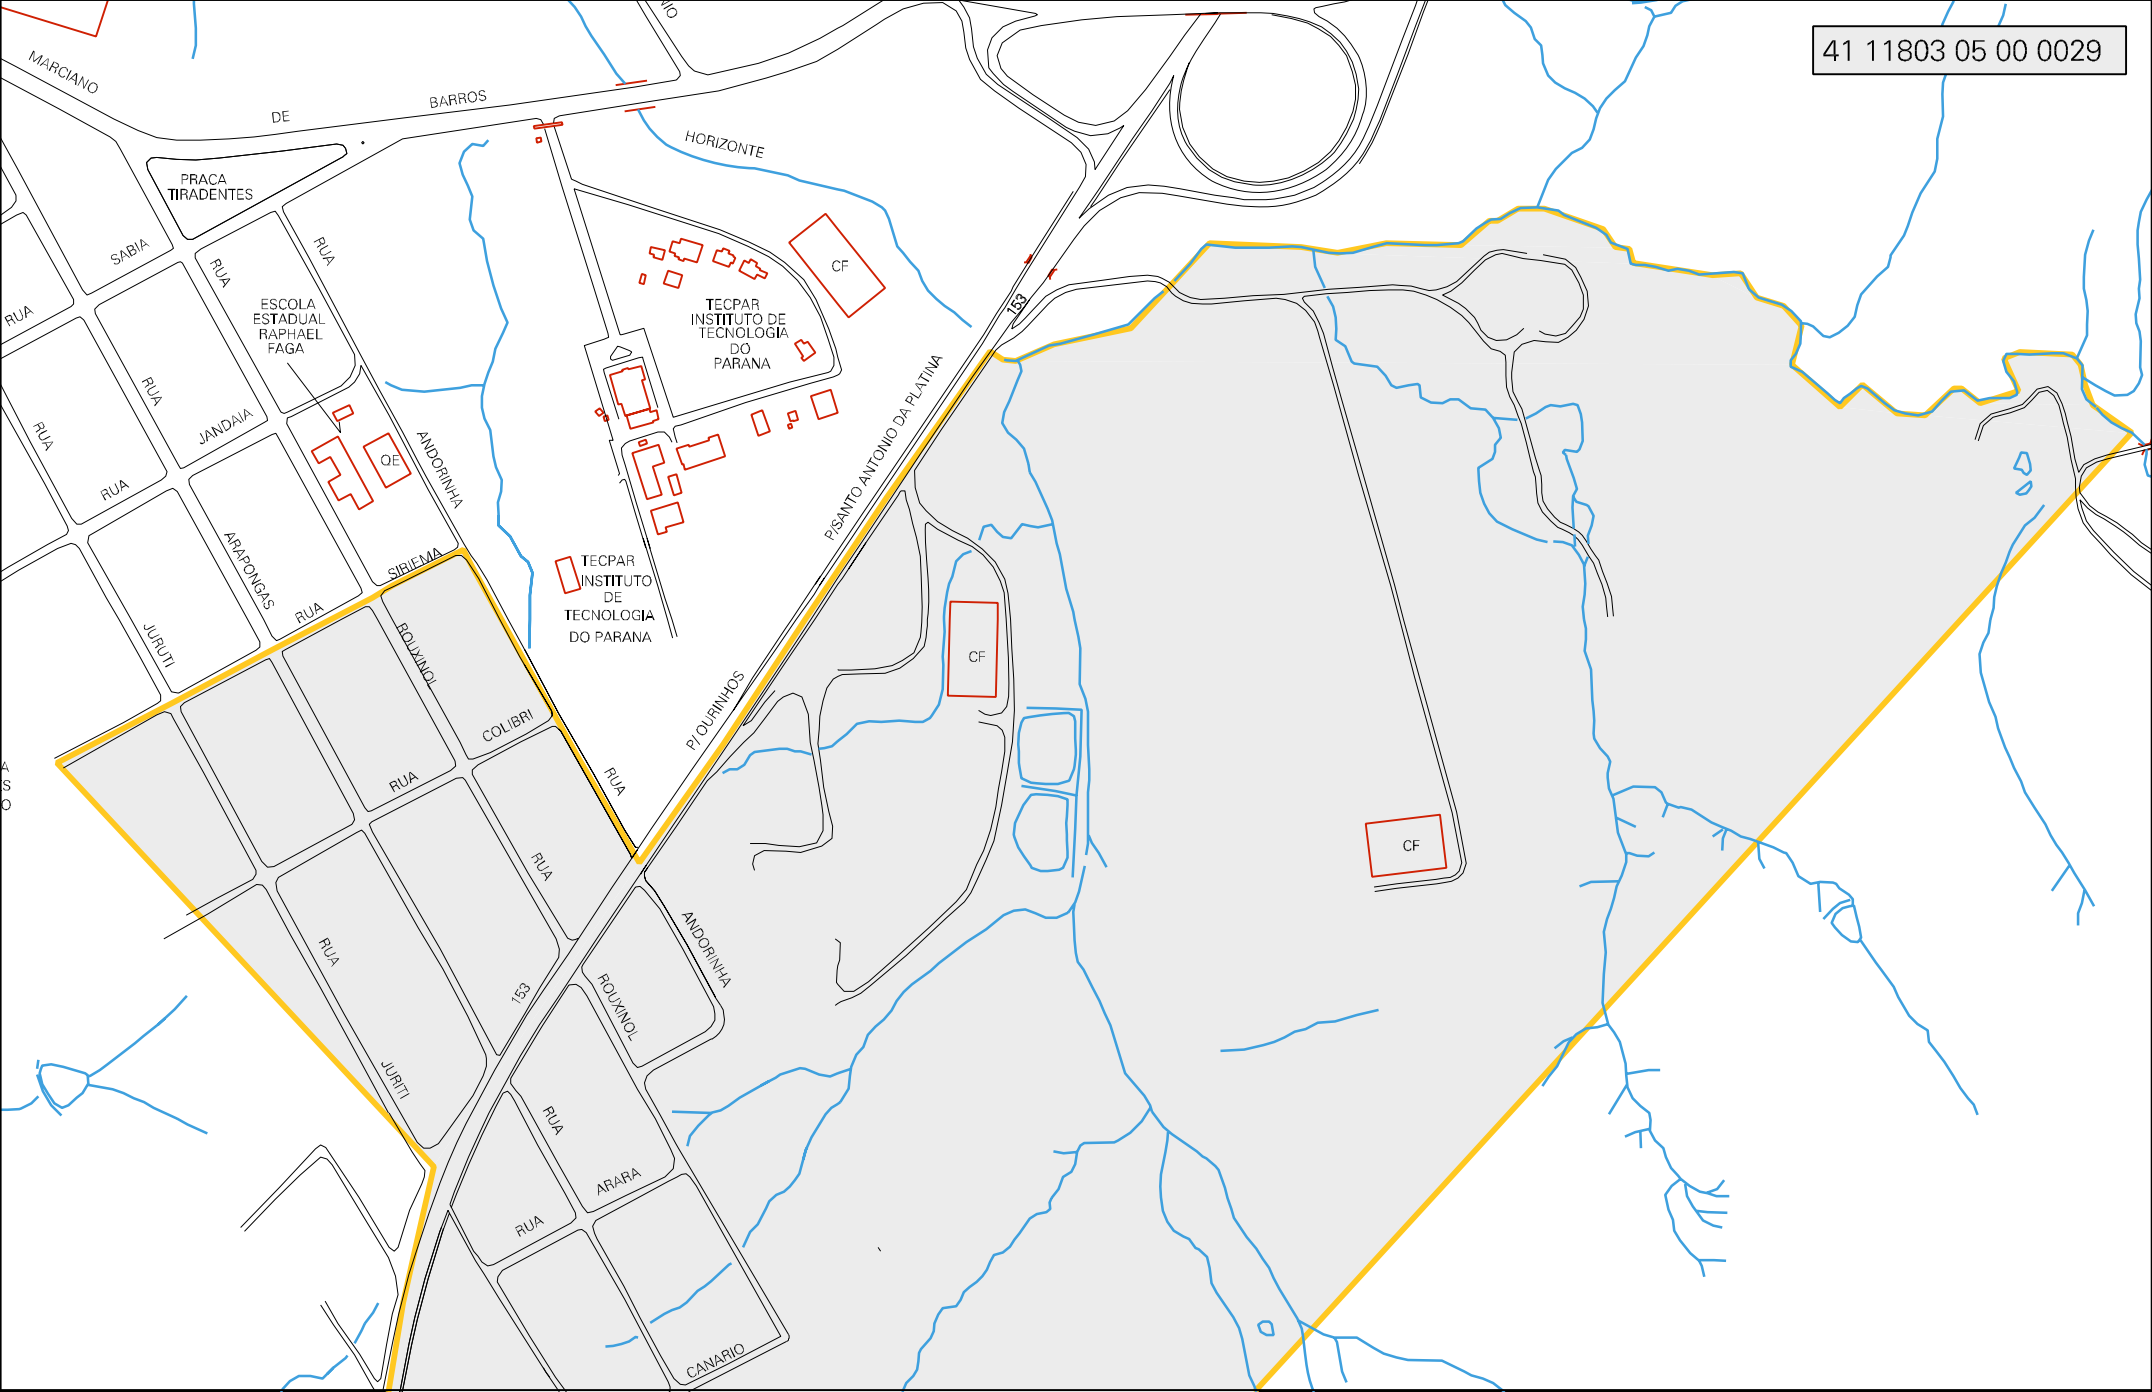 41 11803 05 00 0029
MARCIANO
DE
BARROS
HORIZONTE
PRACA
TIRADENTES
SABIA
RUA
RUA
RUA
ESCOLA
ESTADUAL
RAPHAEL
FAGA
CF
TECPAR
INSTITUTO DE
TECNOLOGIA
DO
PARANA
153
P/SANTO ANTONIO DA PLATINA
RUA
JANDAIA
RUA
ANDORINHA
QE
RUA
ARAPONGAS
SIRIEMA
TECPAR
INSTITUTO
DE
TECNOLOGIA
DO PARANA
RUA
JURUTI
ROUXINOL
CF
P/ OURINHOS
COLIBRI
RUA
RUA
CF
RUA
RUA
ANDORINHA
153
ROUXINOL
JURITI
RUA
ARARA
RUA
CANARIO